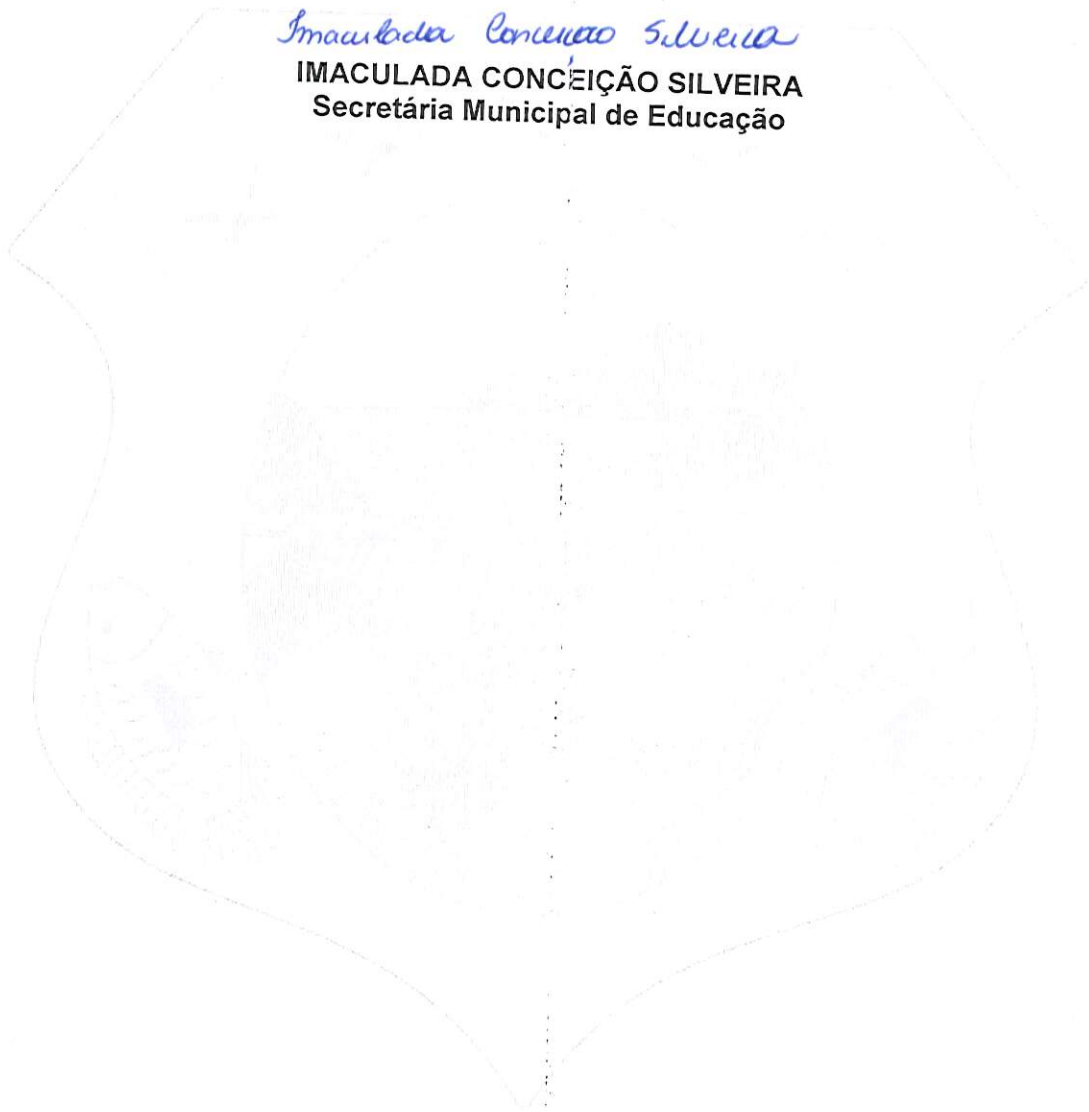 Imaculada Conceição Silveira
IMACULADA CONCEIÇÃO SILVEIRA
Secretária Municipal de Educação